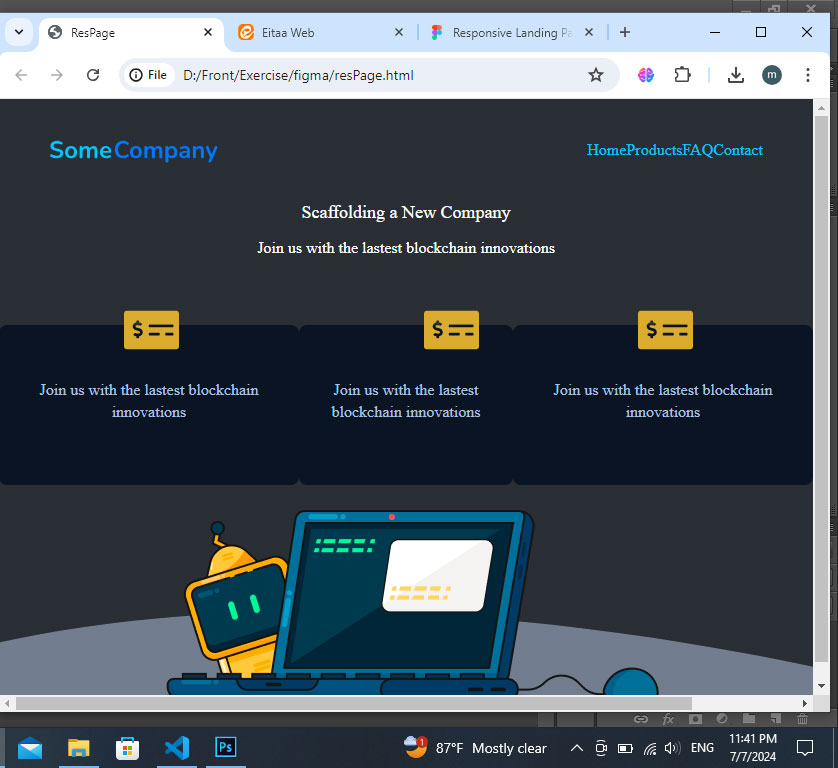 ResPage
Eitaa Web
Responsive Landing Pa
File
D:/Front/Exercise/figma/resPage.html
m
SomeCompany
HomeProductsFAQContact
Scaffolding a New Company
Join us with the lastest blockchain innovations
$
$
$
Join us with the lastest blockchain
innovations
Join us with the lastest
blockchain innovations
Join us with the lastest blockchain
innovations
fx
Ps
1
87°F Mostly clear
ENG
11:41 PM
7/7/2024